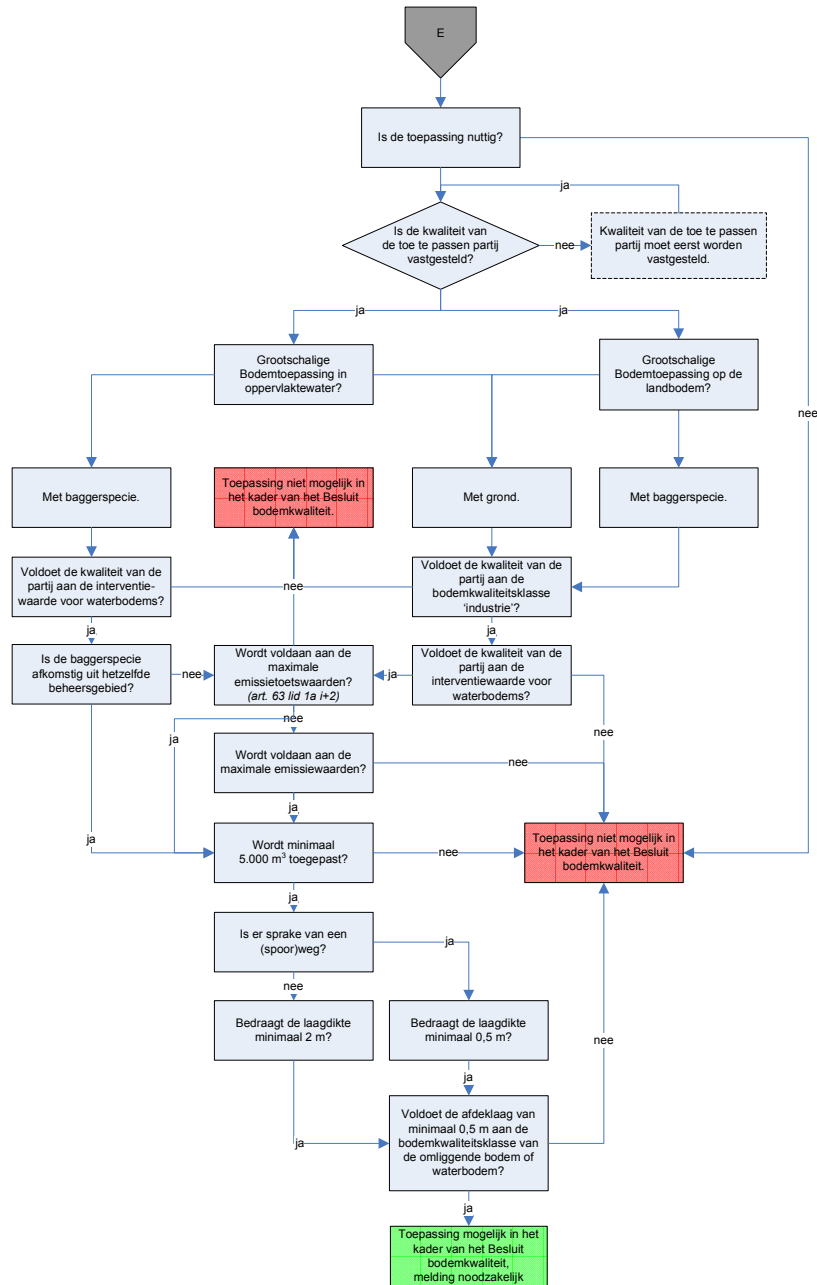 E
Is de toepassing nuttig?
ja
Is de kwaliteit van
de toe te passen partij
vastgesteld?
nee
Kwaliteit van de toe te passen
partij moet eerst worden
vastgesteld.
ja
ja
Grootschalige
Bodemtoepassing in
oppervlaktewater?
Grootschalige
Bodemtoepassing op de
landbodem?
nee
Met baggerspecie.
Toepassing niet mogelijk in
het kader van het Besluit
bodemkwaliteit.
Met grond.
Met baggerspecie.
Voldoet de kwaliteit van de
partij aan de interventie-
waarde voor waterbodems?
nee
Voldoet de kwaliteit van de
partij aan de
bodemkwaliteitsklasse
‘industrie’?
ja
ja
Is de baggerspecie
afkomstig uit hetzelfde
beheersgebied?
nee
Wordt voldaan aan de
maximale
emissietoetswaarden?
(art. 63 lid 1a i+2)
ja
Voldoet de kwaliteit van de
partij aan de
interventiewaarde voor
waterbodems?
nee
nee
ja
Wordt voldaan aan de
maximale emissiewaarden?
nee
ja
ja
Wordt minimaal
5.000 m³ toegepast?
nee
Toepassing niet mogelijk in
het kader van het Besluit
bodemkwaliteit.
ja
Is er sprake van een
(spoor)weg?
ja
nee
Bedraagt de laagdikte
minimaal 2 m?
Bedraagt de laagdikte
minimaal 0,5 m?
nee
ja
ja
Voldoet de afdeklaag van
minimaal 0,5 m aan de
bodemkwaliteitsklasse van
de omliggende bodem of
waterbodem?
ja
Toepassing mogelijk in het
kader van het Besluit
bodemkwaliteit,
melding noodzakelijk